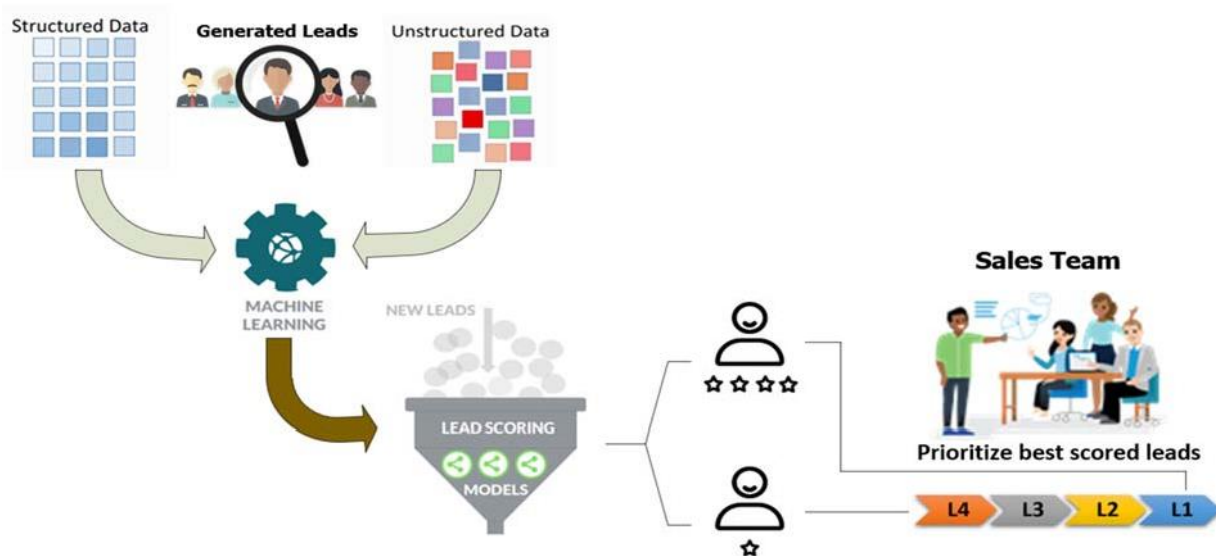 Structured Data
Generated Leads
Unstructured Data
MACHINE
LEARNING
NEW LEADS
LEAD SCORING
MODELS
Sales Team
Prioritize best scored leads
L4
L3
L2
L1